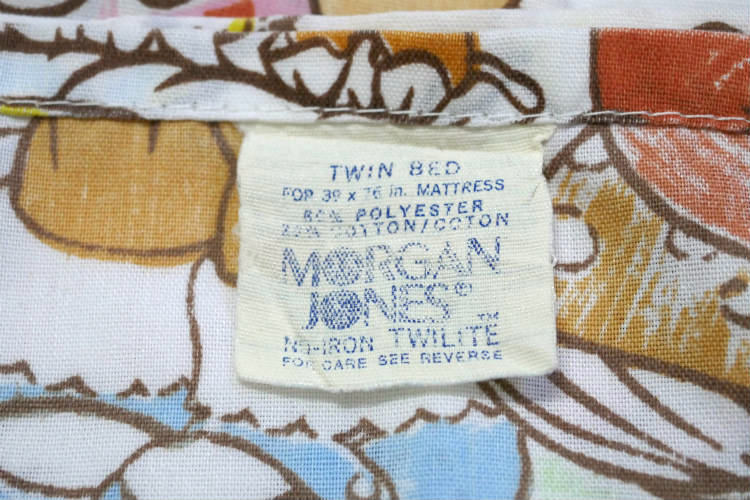 TWIN BED
FOR 39 x 76 in. MATTRESS
% POLYESTER
% COTTON/COTON
MORGAN
JONES®
NO-IRON TWILITE™
FOR CARE SEE REVERSE